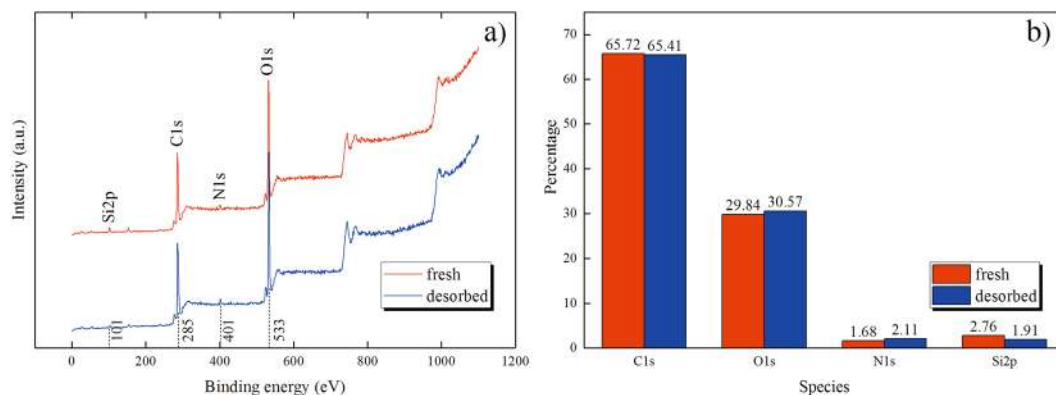 a)
O1s
C1s
N1s
Si2p
Intensity (a.u.)
fresh
desorbed
101
285
401
533
0 200 400 600 800 1000 1200
Binding energy (eV)
b)
70
60
50
40
30
20
10
0
Percentage
65.72 65.41
29.84 30.57
1.68 2.11
2.76 1.91
fresh
desorbed
C1s O1s N1s Si2p
Species